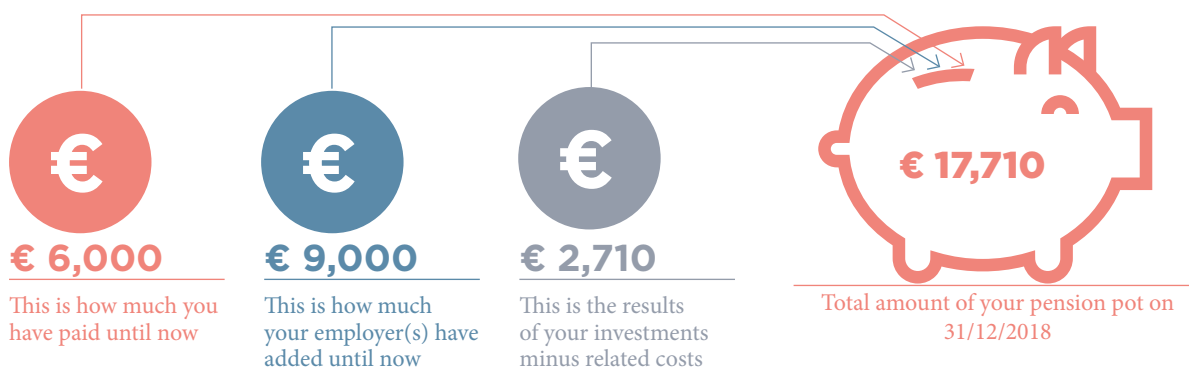 €
€
€
€ 17,710
€ 6,000
This is how much you
have paid until now
€ 9,000
This is how much
your employer(s) have
added until now
€ 2,710
This is the results
of your investments
minus related costs
Total amount of your pension pot on
31/12/2018